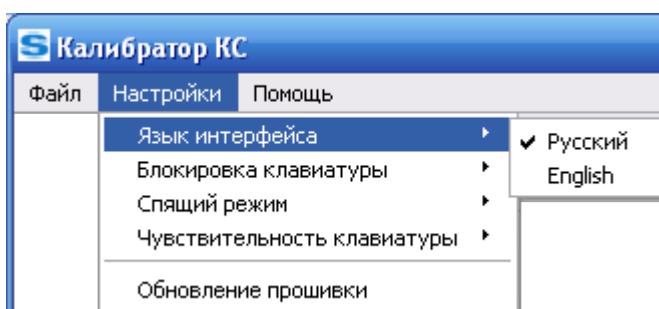 S Калибратор КС
Файл Настройки Помощь
Язык интерфейса
✔ Русский
Блокировка клавиатуры
English
Спящий режим
Чувствительность клавиатуры
Обновление прошивки